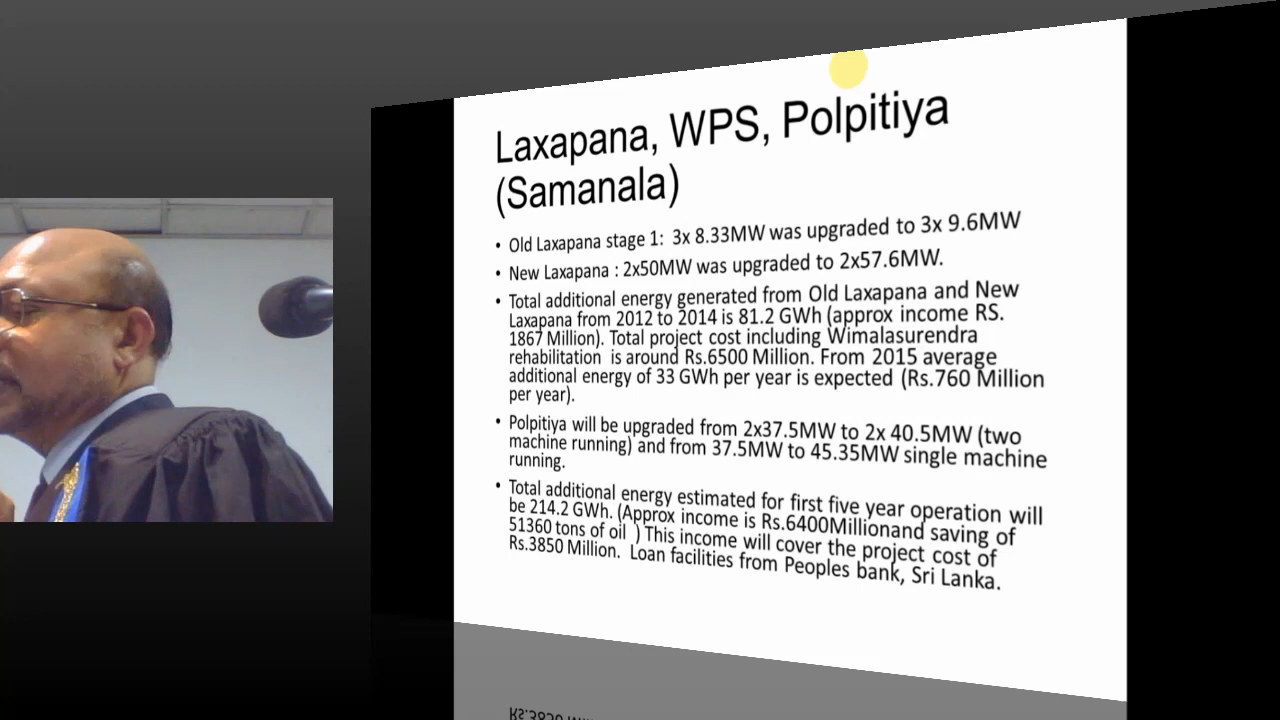 Laxapana, WPS, Polpitiya
(Samanala)
• Old Laxapana stage 1: 3x 8.33MW was upgraded to 3x 9.6MW
• New Laxapana : 2x50MW was upgraded to 2x57.6MW.
• Total additional energy generated from Old Laxapana and New
Laxapana from 2012 to 2014 is 81.2 GWh (approx income RS.
1867 Million). Total project cost including Wimalasurendra
rehabilitation is around Rs.6500 Million. From 2015 average
additional energy of 33 GWh per year is expected (Rs.760 Million
per year).
• Polpitiya will be upgraded from 2x37.5MW to 2x 40.5MW (two
machine running) and from 37.5MW to 45.35MW single machine
running.
• Total additional energy estimated for first five year operation will
be 214.2 GWh. (Approx income is Rs.6400Millionand saving of
51360 tons of oil ) This income will cover the project cost of
Rs.3850 Million. Loan facilities from Peoples bank, Sri Lanka.